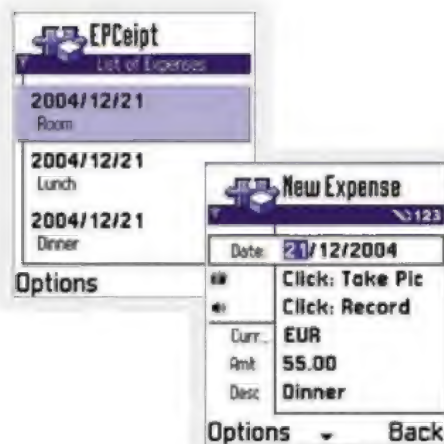 EPCeipt
List of Expenses
2004/12/21
Room
2004/12/21
Lunch
2004/12/21
Dinner
Options
New Expense
123
Date 21/12/2004
Click: Take Pic
Click: Record
Curr.. EUR
Amt 55.00
Desc Dinner
Options Back